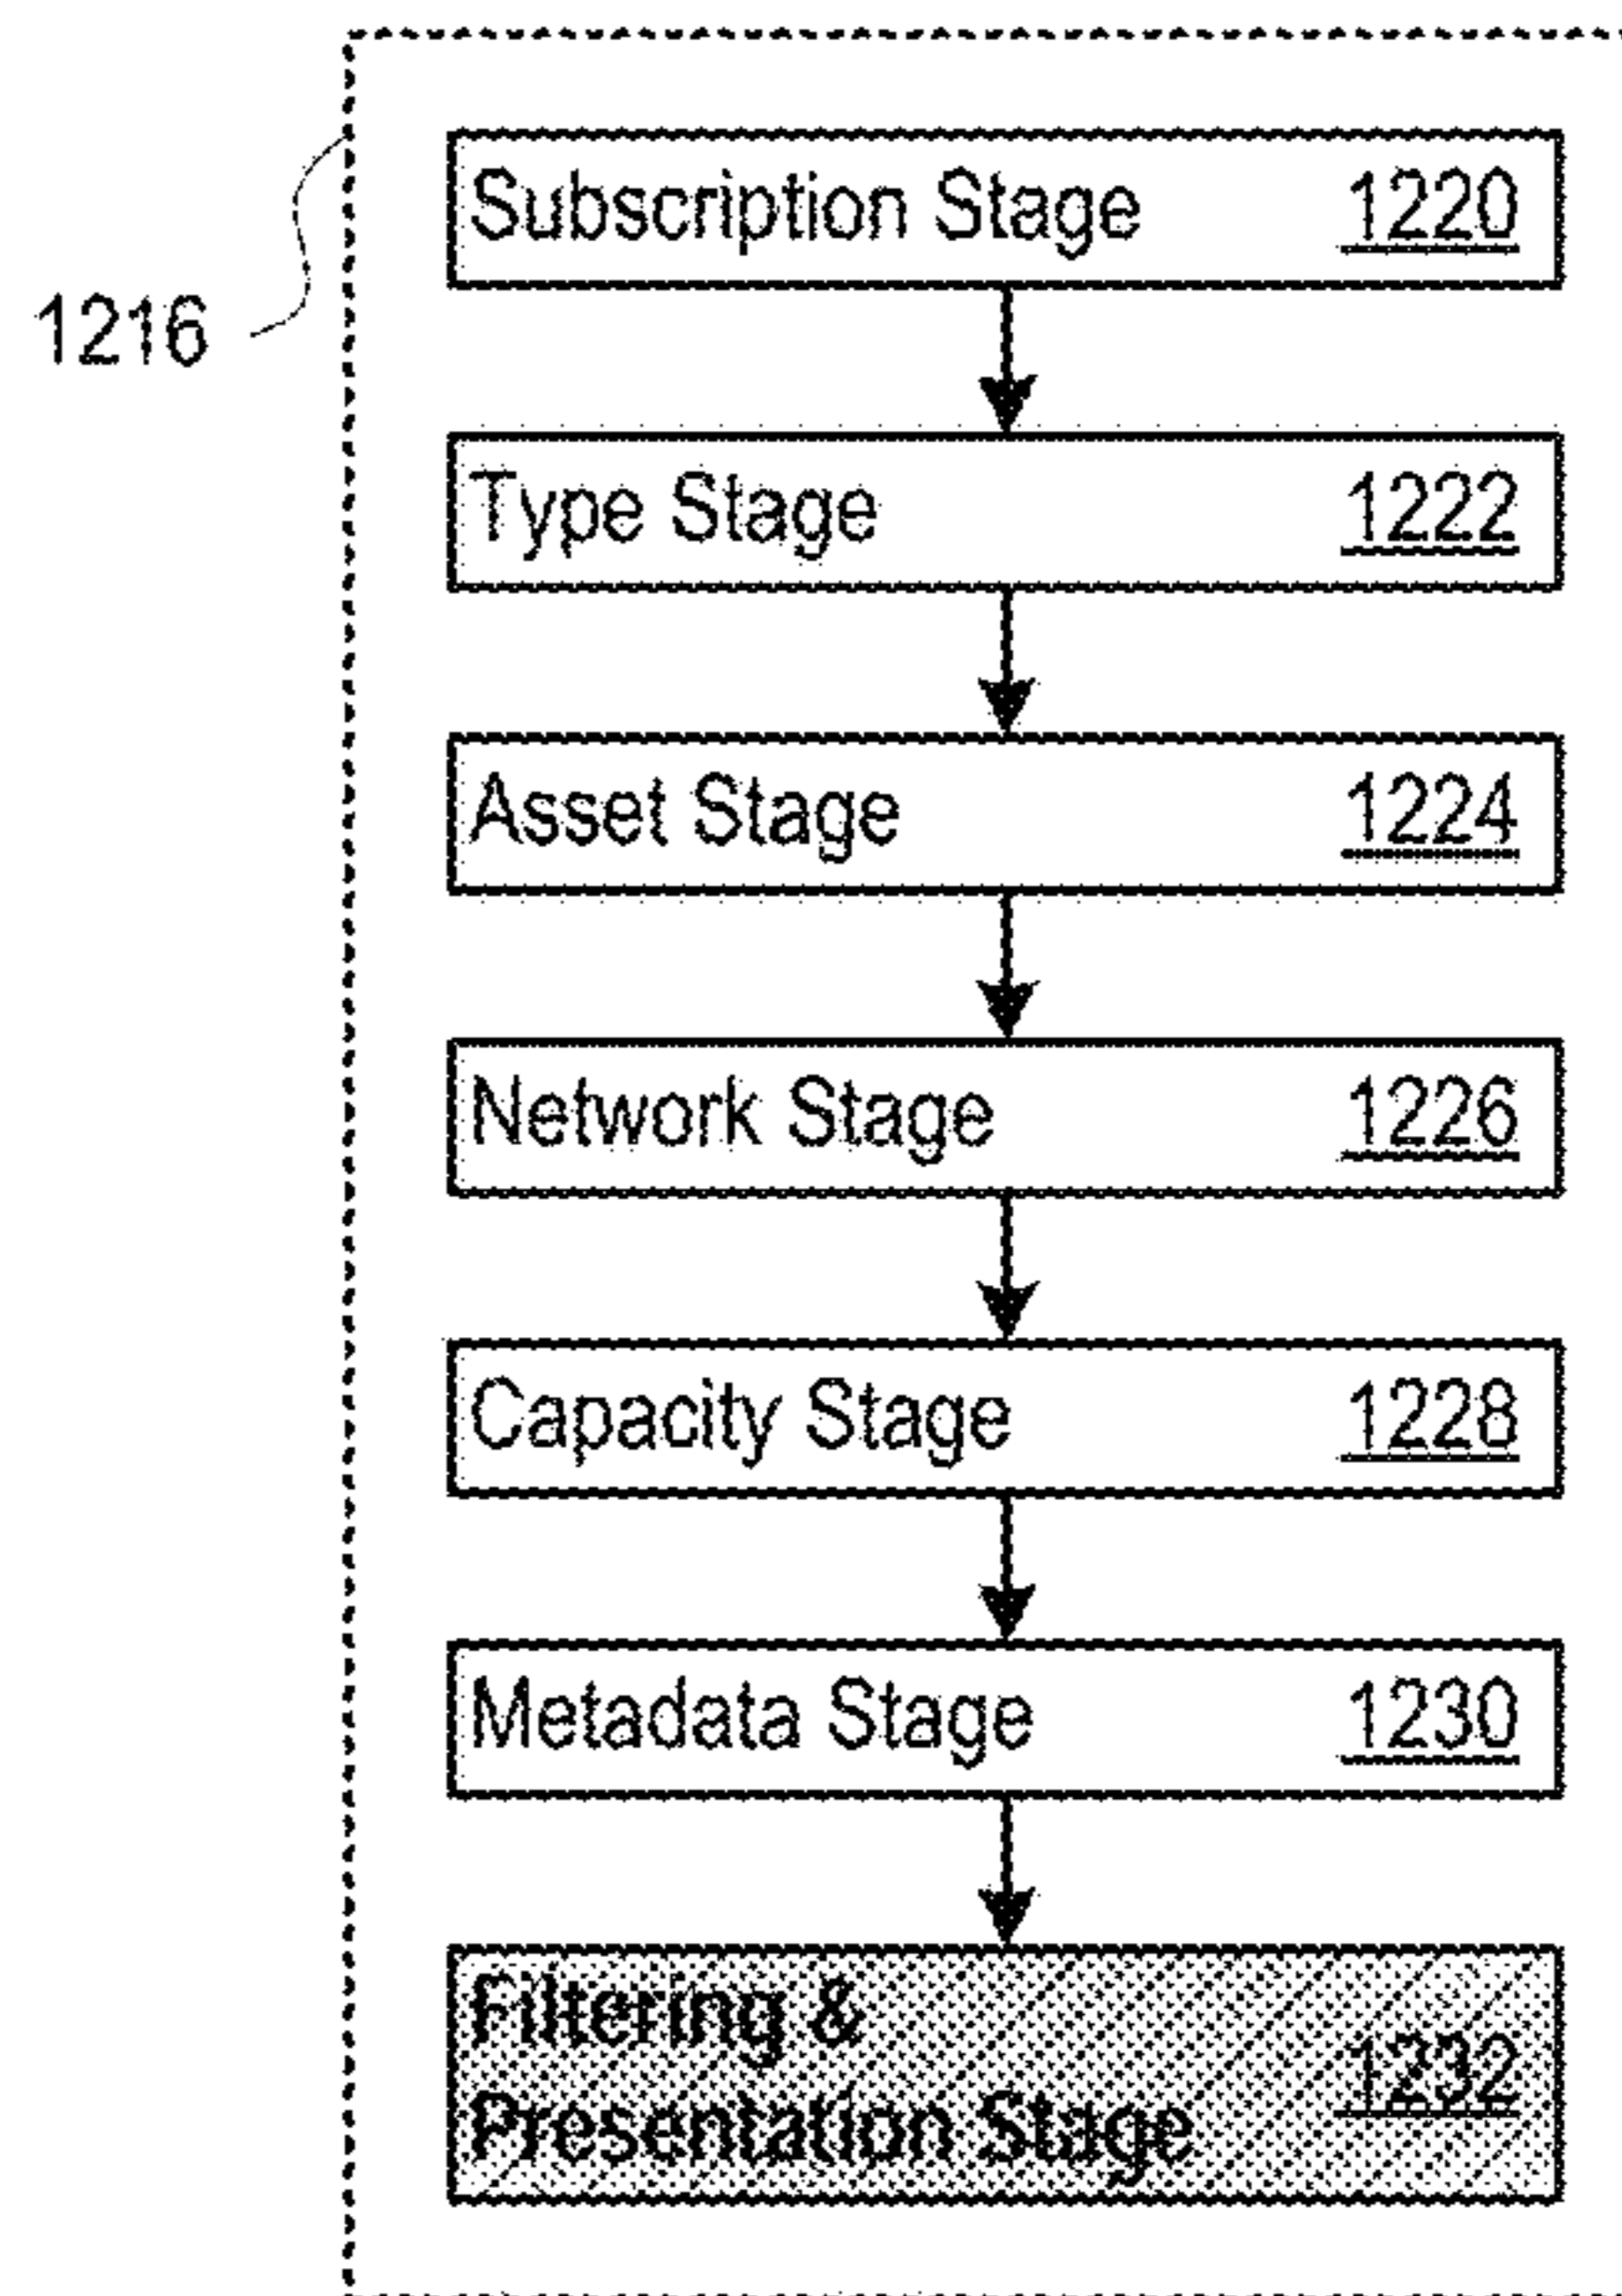 Subscription Stage 1220
1216
Type Stage 1222
Asset Stage 1224
Network Stage 1226
Capacity Stage 1228
Metadata Stage 1230
Filtering &
Presentation Stage 1232